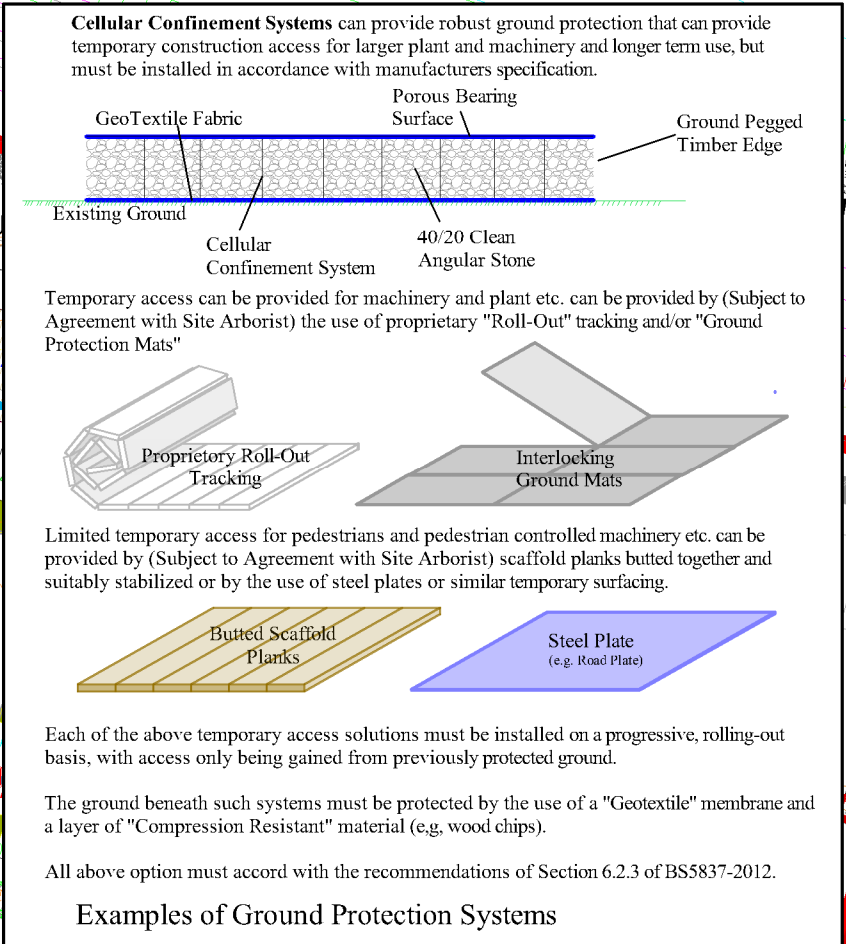 Cellular Confinement Systems can provide robust ground protection that can provide
temporary construction access for larger plant and machinery and longer term use, but
must be installed in accordance with manufacturers specification.
GeoTextile Fabric
Porous Bearing
Surface
Ground Pegged
Timber Edge
Existing Ground
Cellular
Confinement System
40/20 Clean
Angular Stone
Temporary access can be provided for machinery and plant etc. can be provided by (Subject to
Agreement with Site Arborist) the use of proprietary "Roll-Out" tracking and/or "Ground
Protection Mats"
Proprietory Roll-Out
Tracking
Interlocking
Ground Mats
Limited temporary access for pedestrians and pedestrian controlled machinery etc. can be
provided by (Subject to Agreement with Site Arborist) scaffold planks butted together and
suitably stabilized or by the use of steel plates or similar temporary surfacing.
Butted Scaffold
Planks
Steel Plate
(e.g. Road Plate)
Each of the above temporary access solutions must be installed on a progressive, rolling-out
basis, with access only being gained from previously protected ground.
The ground beneath such systems must be protected by the use of a "Geotextile" membrane and
a layer of "Compression Resistant" material (e,g, wood chips).
All above option must accord with the recommendations of Section 6.2.3 of BS5837-2012.
Examples of Ground Protection Systems